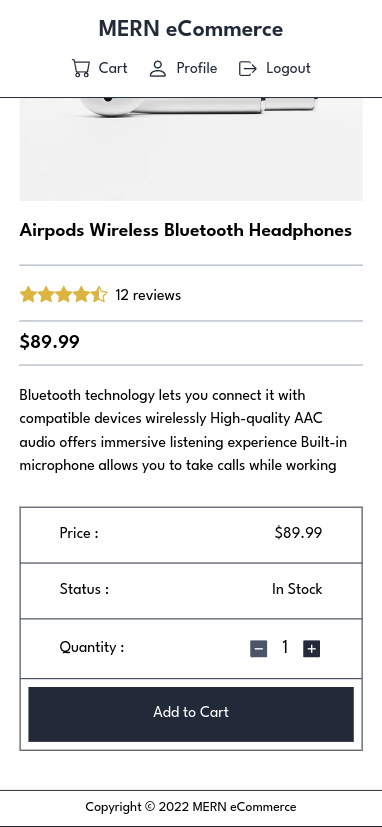 MERN eCommerce
Cart Profile Logout
Airpods Wireless Bluetooth Headphones
12 reviews
$89.99
Bluetooth technology lets you connect it with
compatible devices wirelessly High-quality AAC
audio offers immersive listening experience Built-in
microphone allows you to take calls while working
Price : $89.99
Status : In Stock
Quantity : − 1 +
Add to Cart
Copyright © 2022 MERN eCommerce